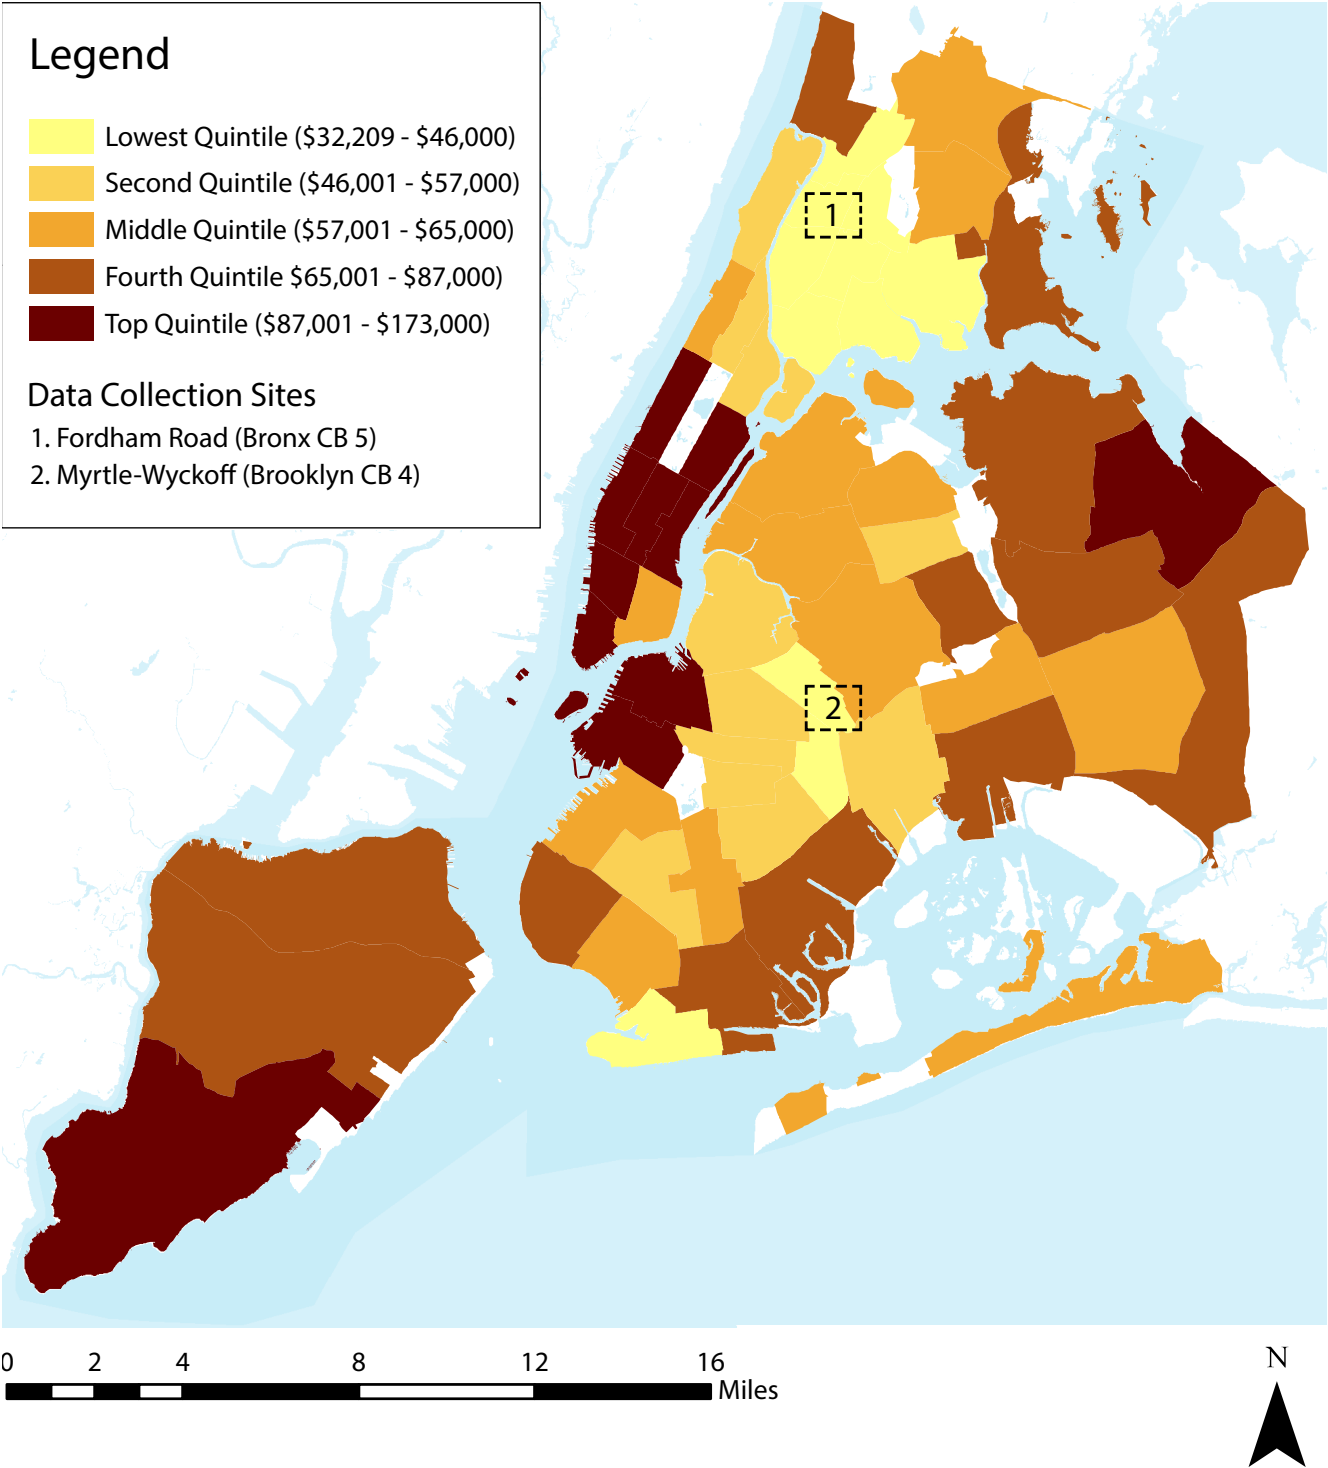 Legend
Lowest Quintile ($32,209 - $46,000)
Second Quintile ($46,001 - $57,000)
Middle Quintile ($57,001 - $65,000)
Fourth Quintile $65,001 - $87,000)
Top Quintile ($87,001 - $173,000)
Data Collection Sites
1. Fordham Road (Bronx CB 5)
2. Myrtle-Wyckoff (Brooklyn CB 4)
1
2
0 2 4 8 12 16
Miles
N